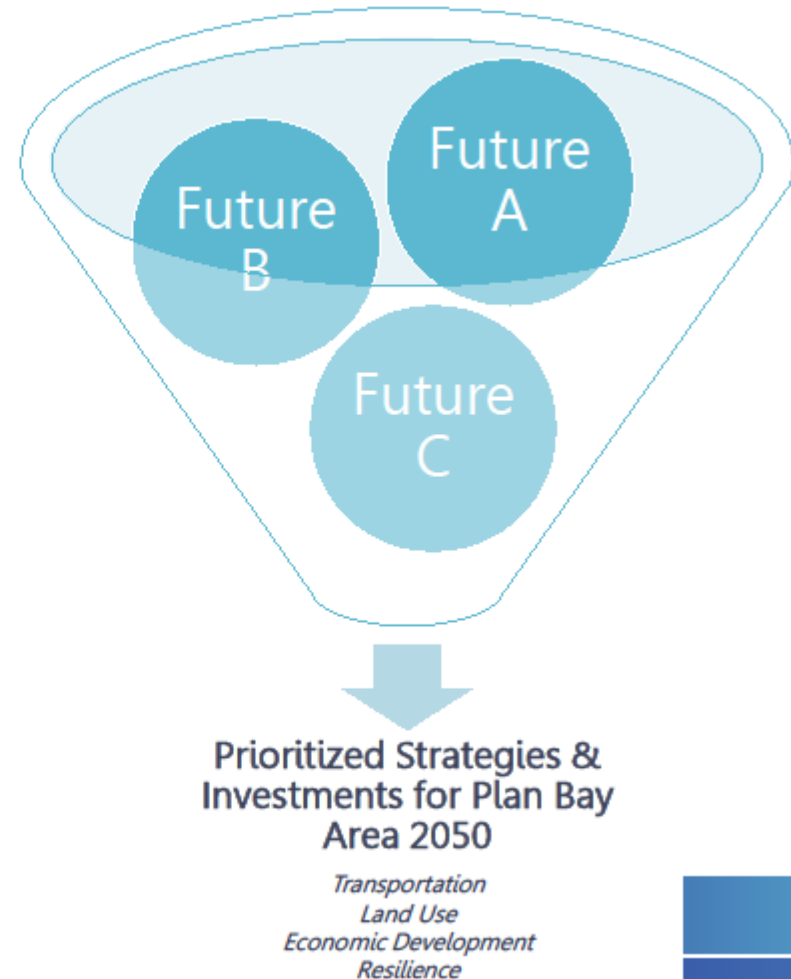 Future
A
Future
B
Future
C
Prioritized Strategies &
Investments for Plan Bay
Area 2050
Transportation
Land Use
Economic Development
Resilience